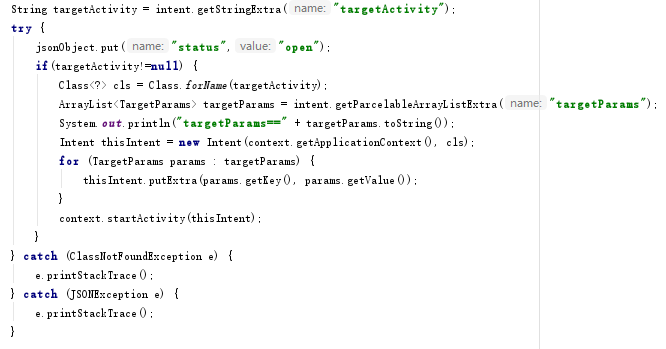 String targetActivity = intent.getStringExtra( name: "targetActivity");
try {
jsonObject.put( name: "status", value: "open");
if(targetActivity!=null) {
Class<?> cls = Class.forName(targetActivity);
ArrayList<TargetParams> targetParams = intent.getParcelableArrayListExtra( name: "targetParams");
System.out.println("targetParams==" + targetParams.toString());
Intent thisIntent = new Intent(context.getApplicationContext(), cls);
for (TargetParams params : targetParams) {
thisIntent.putExtra(params.getKey(), params.getValue());
}
context.startActivity(thisIntent);
}
} catch (ClassNotFoundException e) {
e.printStackTrace();
} catch (JSONException e) {
e.printStackTrace();
}